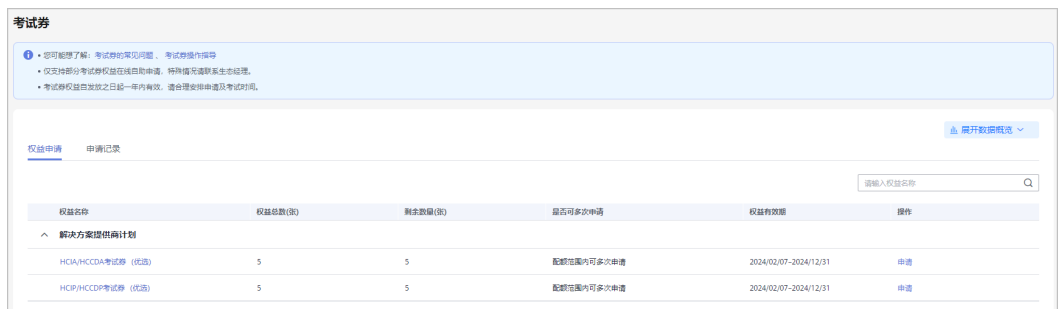 考试券
• 您可能想了解：考试券的常见问题 、 考试券操作指导
• 仅支持部分考试券权益在线自助申请，特殊情况请联系生态经理。
• 考试券权益自发放之日起一年内有效，请合理安排申请及考试时间。
展开数据概览
权益申请 申请记录
请输入权益名称
权益名称 权益总数(张) 剩余数量(张) 是否可多次申请 权益有效期 操作
解决方案提供商计划
HCIA/HCCDA考试券（优选） 5 5 配额范围内可多次申请 2024/02/07-2024/12/31 申请
HCIP/HCCDP考试券（优选） 5 5 配额范围内可多次申请 2024/02/07-2024/12/31 申请